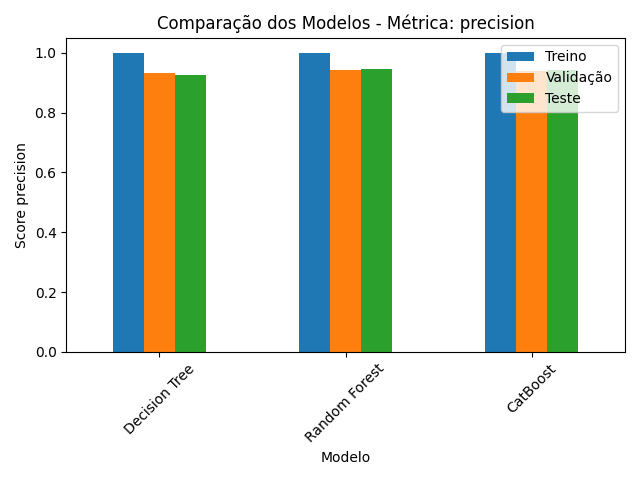 Comparação dos Modelos - Métrica: precision
Treino
Validação
Teste
1.0
0.8
0.6
0.4
0.2
0.0
Score precision
Decision Tree
Random Forest
CatBoost
Modelo